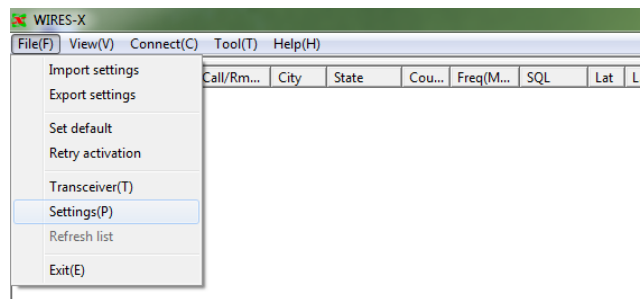 WIRES-X
File(F) View(V) Connect(C) Tool(T) Help(H)
Call/Rm... City State Cou... Freq(M... SQL Lat L
Import settings
Export settings
Set default
Retry activation
Transceiver(T)
Settings(P)
Refresh list
Exit(E)